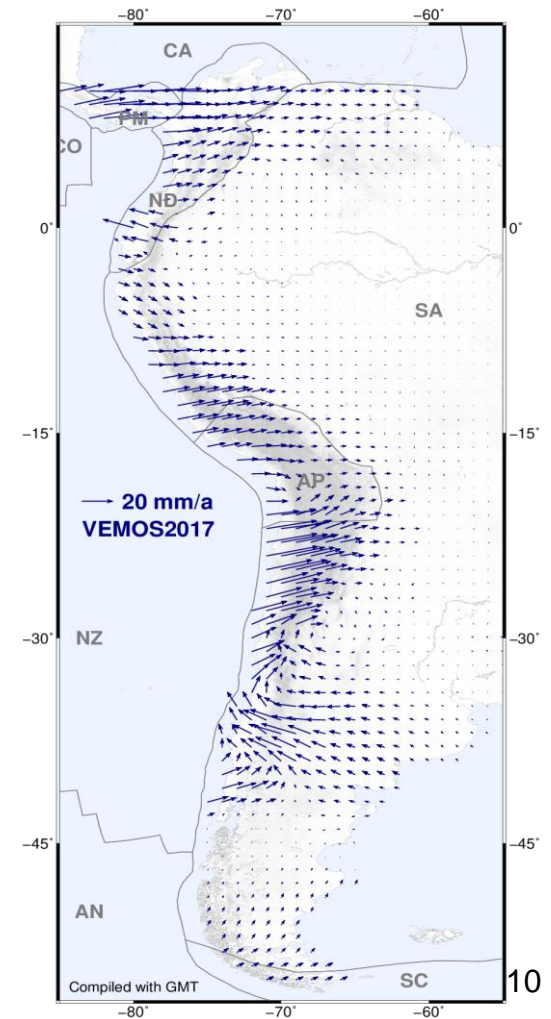 −80° −70° −60°
CA
PM
CO
ND
0° 0°
SA
−15° −15°
AP
20 mm/a
VEMOS2017
−30° −30°
NZ
−45° −45°
AN
SC
Compiled with GMT
10
−80° −70° −60°